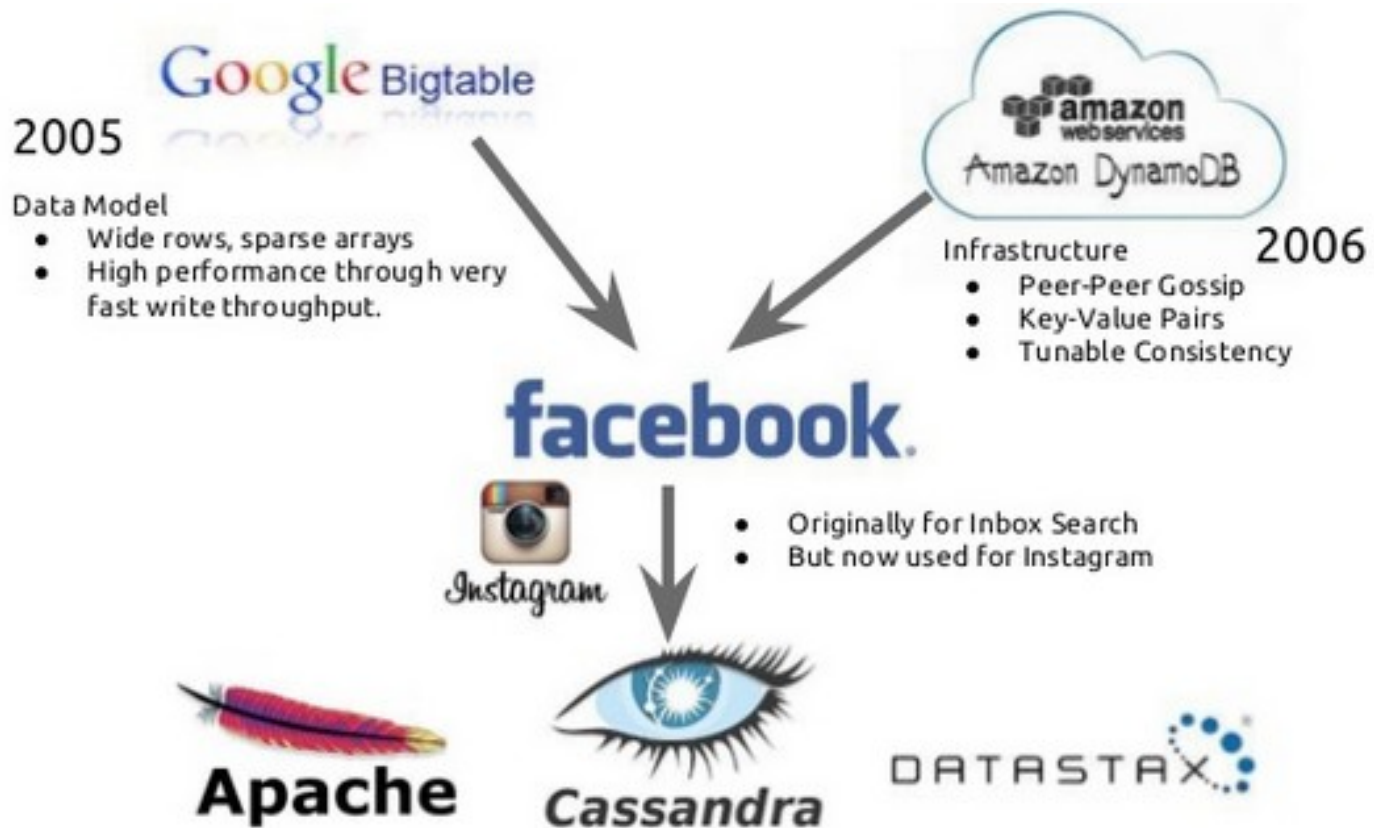 Google Bigtable
2005
Data Model
● Wide rows, sparse arrays
● High performance through very
fast write throughput.
amazon
webservices
Amazon DynamoDB
2006
Infrastructure
● Peer-Peer Gossip
● Key-Value Pairs
● Tunable Consistency
facebook.
Instagram
● Originally for Inbox Search
● But now used for Instagram
Apache
Cassandra
DATASTAX®